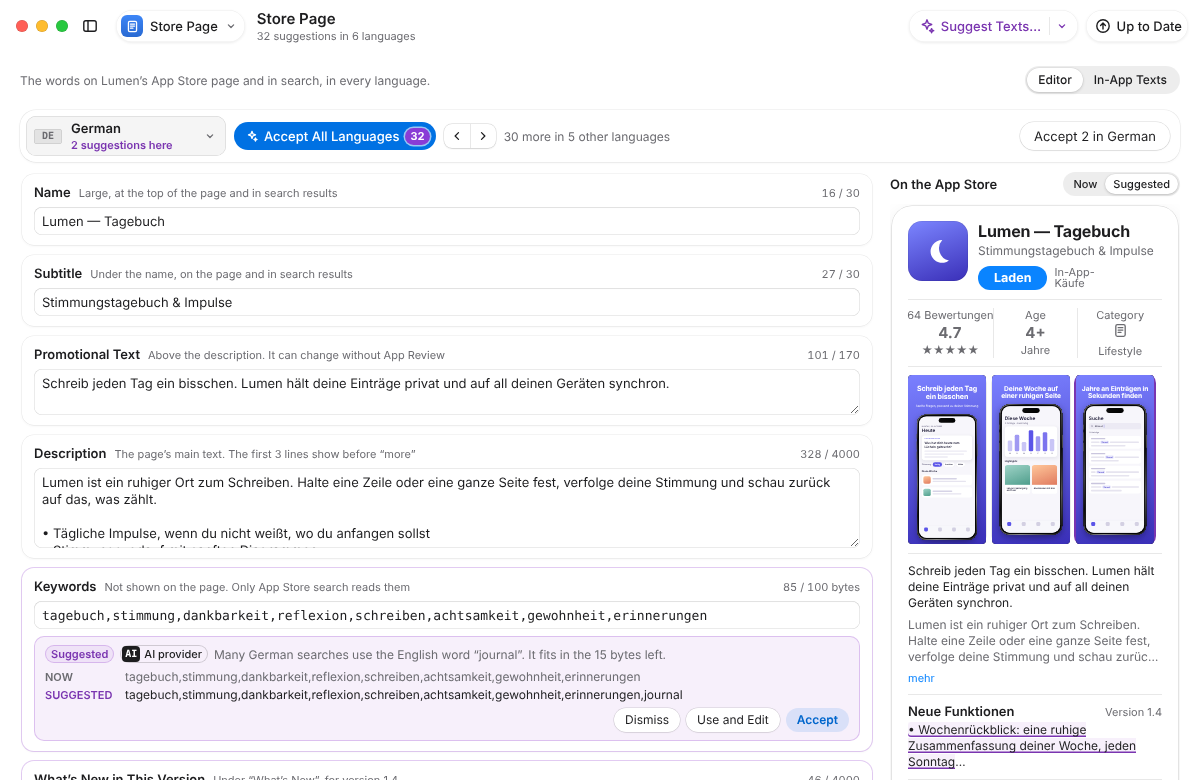 Store Page
Store Page
32 suggestions in 6 languages
Suggest Texts...
Up to Date
The words on Lumen's App Store page and in search, in every language.
Editor
In-App Texts
DE
German
2 suggestions here
Accept All Languages 32
30 more in 5 other languages
Accept 2 in German
Name Large, at the top of the page and in search results 16 / 30
Lumen — Tagebuch
Subtitle Under the name, on the page and in search results 27 / 30
Stimmungstagebuch & Impulse
Promotional Text Above the description. It can change without App Review 101 / 170
Schreib jeden Tag ein bisschen. Lumen hält deine Einträge privat und auf all deinen Geräten synchron.
Description The page's main text. The first 3 lines show before “more” 328 / 4000
Lumen ist ein ruhiger Ort zum Schreiben. Halte eine Zeile oder eine ganze Seite fest, verfolge deine Stimmung und schau zurück
auf das, was zählt.
• Tägliche Impulse, wenn du nicht weißt, wo du anfangen sollst
Keywords Not shown on the page. Only App Store search reads them 85 / 100 bytes
tagebuch,stimmung,dankbarkeit,reflexion,schreiben,achtsamkeit,gewohnheit,erinnerungen
Suggested AI AI provider Many German searches use the English word “journal”. It fits in the 15 bytes left.
NOW tagebuch,stimmung,dankbarkeit,reflexion,schreiben,achtsamkeit,gewohnheit,erinnerungen
SUGGESTED tagebuch,stimmung,dankbarkeit,reflexion,schreiben,achtsamkeit,gewohnheit,erinnerungen,journal
Dismiss
Use and Edit
Accept
What's New in This Version Under “What's New”, for version 1.4 46 / 4000
On the App Store
Now
Suggested
Lumen — Tagebuch
Stimmungstagebuch & Impulse
Laden
In-App-
Käufe
64 Bewertungen
4.7
★★★★★
Age
4+
Jahre
Category
Lifestyle
Schreib jeden Tag
ein bisschen
Heute
Deine Woche auf
einer ruhigen Seite
Diese Woche
Jahre an Einträgen in
Sekunden finden
Suche
Schreib jeden Tag ein bisschen. Lumen hält
deine Einträge privat und auf all deinen
Geräten synchron.
Lumen ist ein ruhiger Ort zum Schreiben.
Halte eine Zeile oder eine ganze Seite fest,
verfolge deine Stimmung und schau zurüc...
mehr
Neue Funktionen
Version 1.4
• Wochenrückblick: eine ruhige
Zusammenfassung deiner Woche, jeden
Sonntag...